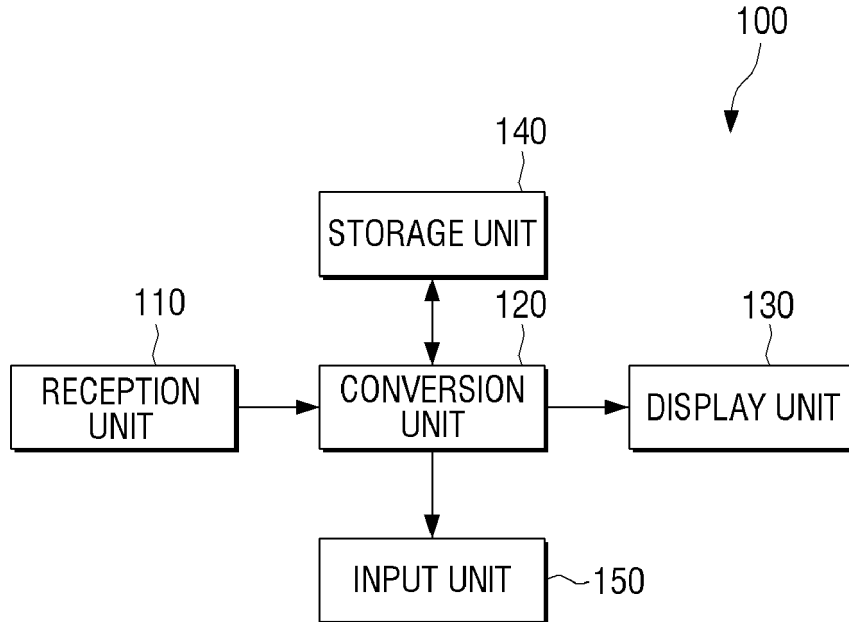 100
140
STORAGE UNIT
110
120
130
RECEPTION
UNIT
CONVERSION
UNIT
DISPLAY UNIT
INPUT UNIT
150